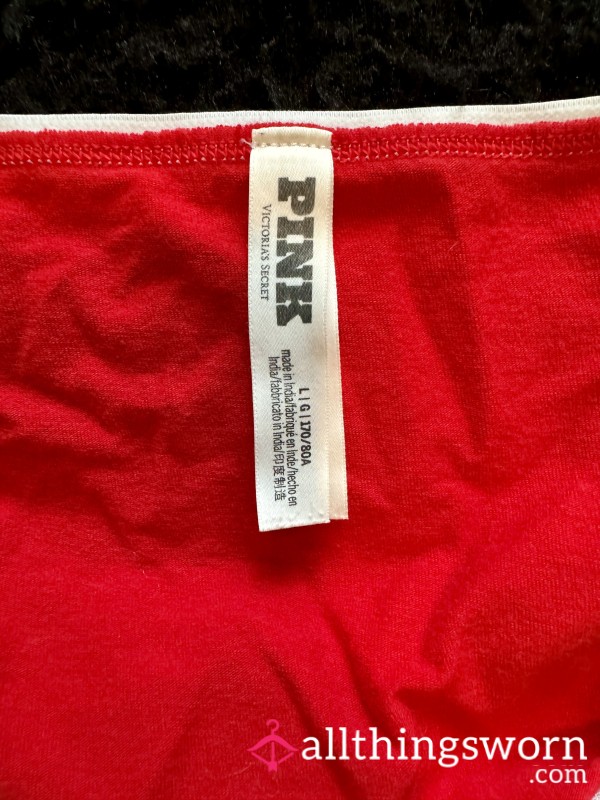 PINK
VICTORIA'S SECRET
L | G | 170/80A
made in India/fabriqué en Inde/hecho en
India/fabbricato in India/印度制造
allthingsworn
.com